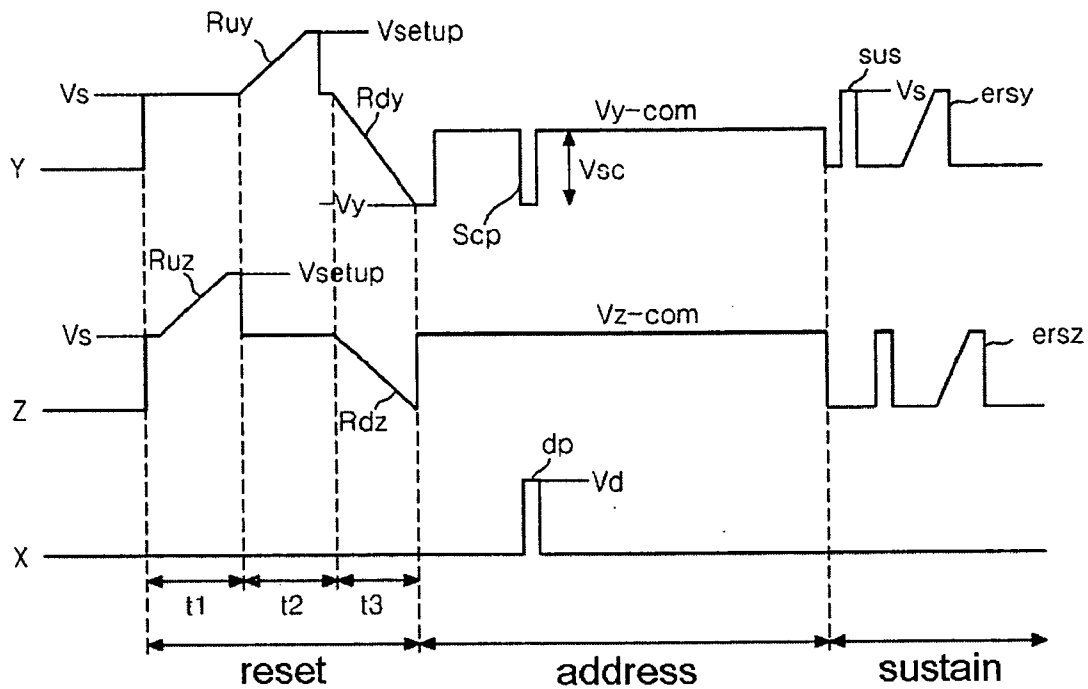 Ruy
Vsetup
sus
Vs
Rdy
Vy-com
Vs
ersy
Y
Vsc
-Vy
Scp
Ruz
Vsetup
Vs
Vz-com
ersz
Z
Rdz
dp
Vd
X
t1
t2
t3
reset
address
sustain